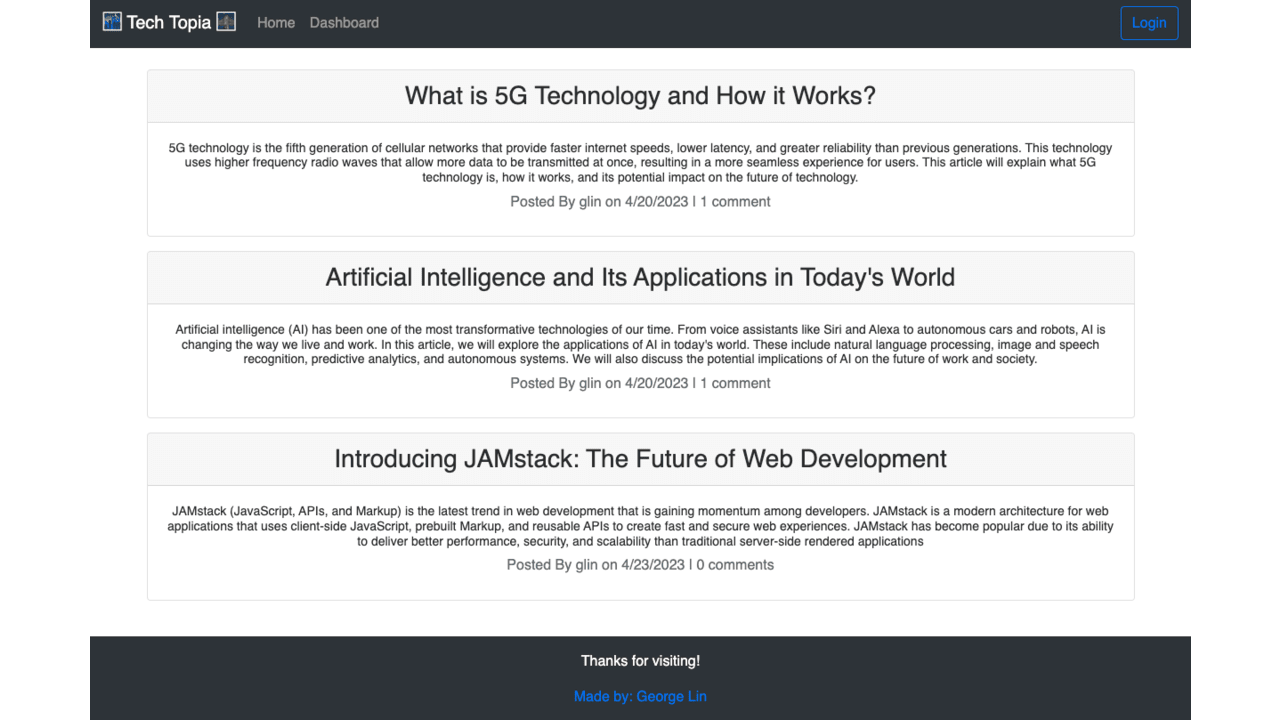 Tech Topia
Home
Dashboard
Login
What is 5G Technology and How it Works?
5G technology is the fifth generation of cellular networks that provide faster internet speeds, lower latency, and greater reliability than previous generations. This technology
uses higher frequency radio waves that allow more data to be transmitted at once, resulting in a more seamless experience for users. This article will explain what 5G
technology is, how it works, and its potential impact on the future of technology.
Posted By glin on 4/20/2023 | 1 comment
Artificial Intelligence and Its Applications in Today's World
Artificial intelligence (AI) has been one of the most transformative technologies of our time. From voice assistants like Siri and Alexa to autonomous cars and robots, AI is
changing the way we live and work. In this article, we will explore the applications of AI in today's world. These include natural language processing, image and speech
recognition, predictive analytics, and autonomous systems. We will also discuss the potential implications of AI on the future of work and society.
Posted By glin on 4/20/2023 | 1 comment
Introducing JAMstack: The Future of Web Development
JAMstack (JavaScript, APIs, and Markup) is the latest trend in web development that is gaining momentum among developers. JAMstack is a modern architecture for web
applications that uses client-side JavaScript, prebuilt Markup, and reusable APIs to create fast and secure web experiences. JAMstack has become popular due to its ability
to deliver better performance, security, and scalability than traditional server-side rendered applications
Posted By glin on 4/23/2023 | 0 comments
Thanks for visiting!
Made by: George Lin